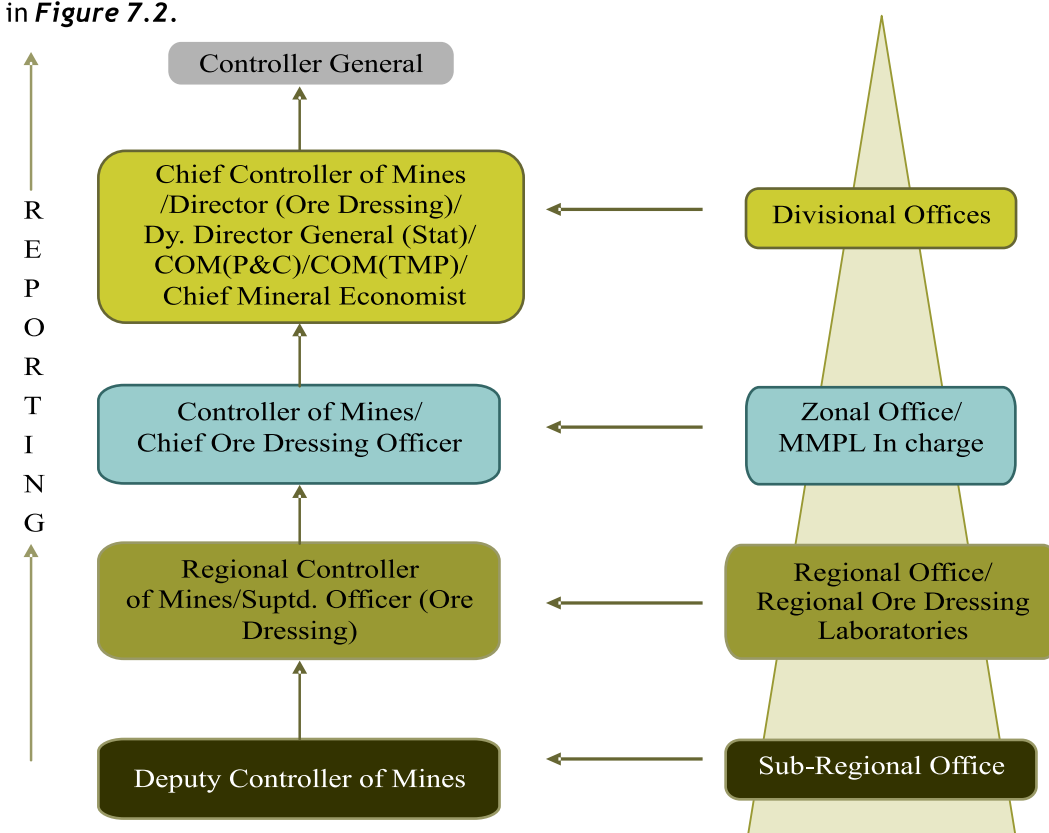 in Figure 7.2.
Controller General
Chief Controller of Mines
/Director (Ore Dressing)/
Dy. Director General (Stat)/
COM(P&C)/COM(TMP)/
Chief Mineral Economist
Divisional Offices
R
E
P
O
R
T
I
N
G
Controller of Mines/
Chief Ore Dressing Officer
Zonal Office/
MMPL In charge
Regional Controller
of Mines/Suptd. Officer (Ore
Dressing)
Regional Office/
Regional Ore Dressing
Laboratories
Deputy Controller of Mines
Sub-Regional Office